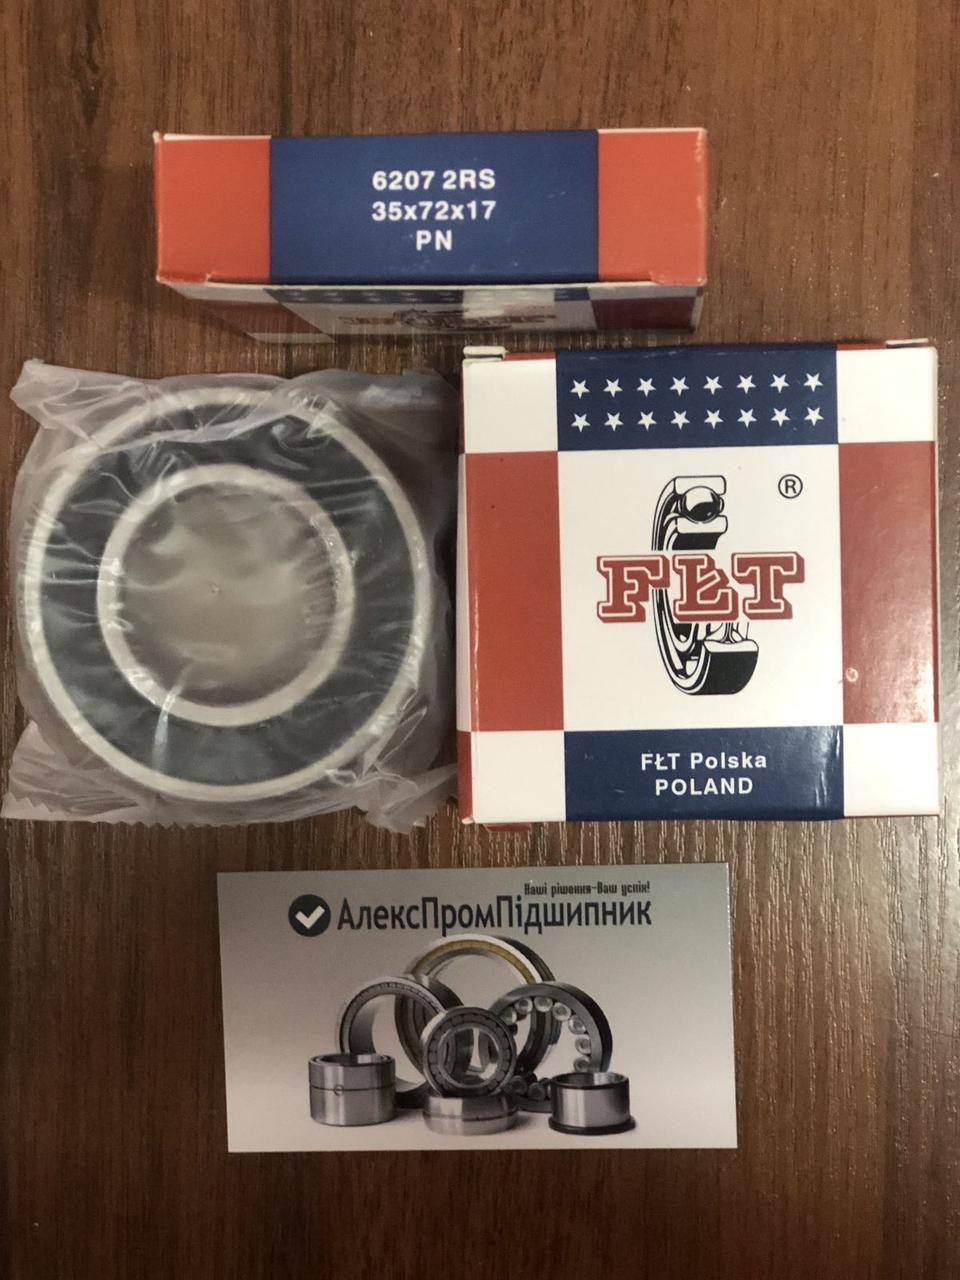 6207 2RS
35x72x17
PN
®
FŁT
FŁT Polska
POLAND
Наші рішення-Ваш успіх!
АлексПромПідшипник